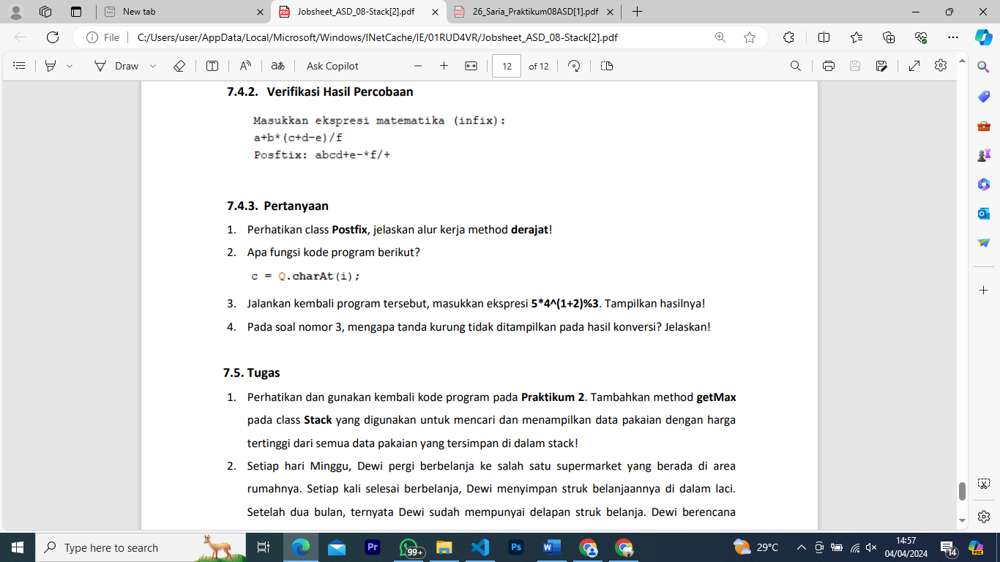 New tab
Jobsheet_ASD_08-Stack[2].pdf
26_Saria_Praktikum08ASD[1].pdf
File
C:/Users/user/AppData/Local/Microsoft/Windows/INetCache/IE/01RUD4VR/Jobsheet_ASD_08-Stack[2].pdf
Draw
Ask Copilot
12 of 12
7.4.2. Verifikasi Hasil Percobaan
Masukkan ekspresi matematika (infix):
a+b*(c+d-e)/f
Posftix: abcd+e-*f/+
7.4.3. Pertanyaan
1. Perhatikan class Postfix, jelaskan alur kerja method derajat!
2. Apa fungsi kode program berikut?
c = Q.charAt(i);
3. Jalankan kembali program tersebut, masukkan ekspresi 5*4^(1+2)%3. Tampilkan hasilnya!
4. Pada soal nomor 3, mengapa tanda kurung tidak ditampilkan pada hasil konversi? Jelaskan!
7.5. Tugas
1. Perhatikan dan gunakan kembali kode program pada Praktikum 2. Tambahkan method getMax
pada class Stack yang digunakan untuk mencari dan menampilkan data pakaian dengan harga
tertinggi dari semua data pakaian yang tersimpan di dalam stack!
2. Setiap hari Minggu, Dewi pergi berbelanja ke salah satu supermarket yang berada di area
rumahnya. Setiap kali selesai berbelanja, Dewi menyimpan struk belanjaannya di dalam laci.
Setelah dua bulan, ternyata Dewi sudah mempunyai delapan struk belanja. Dewi berencana
Type here to search
Pr
99+
Ps
W
29°C
14:57
04/04/2024
14
PRE